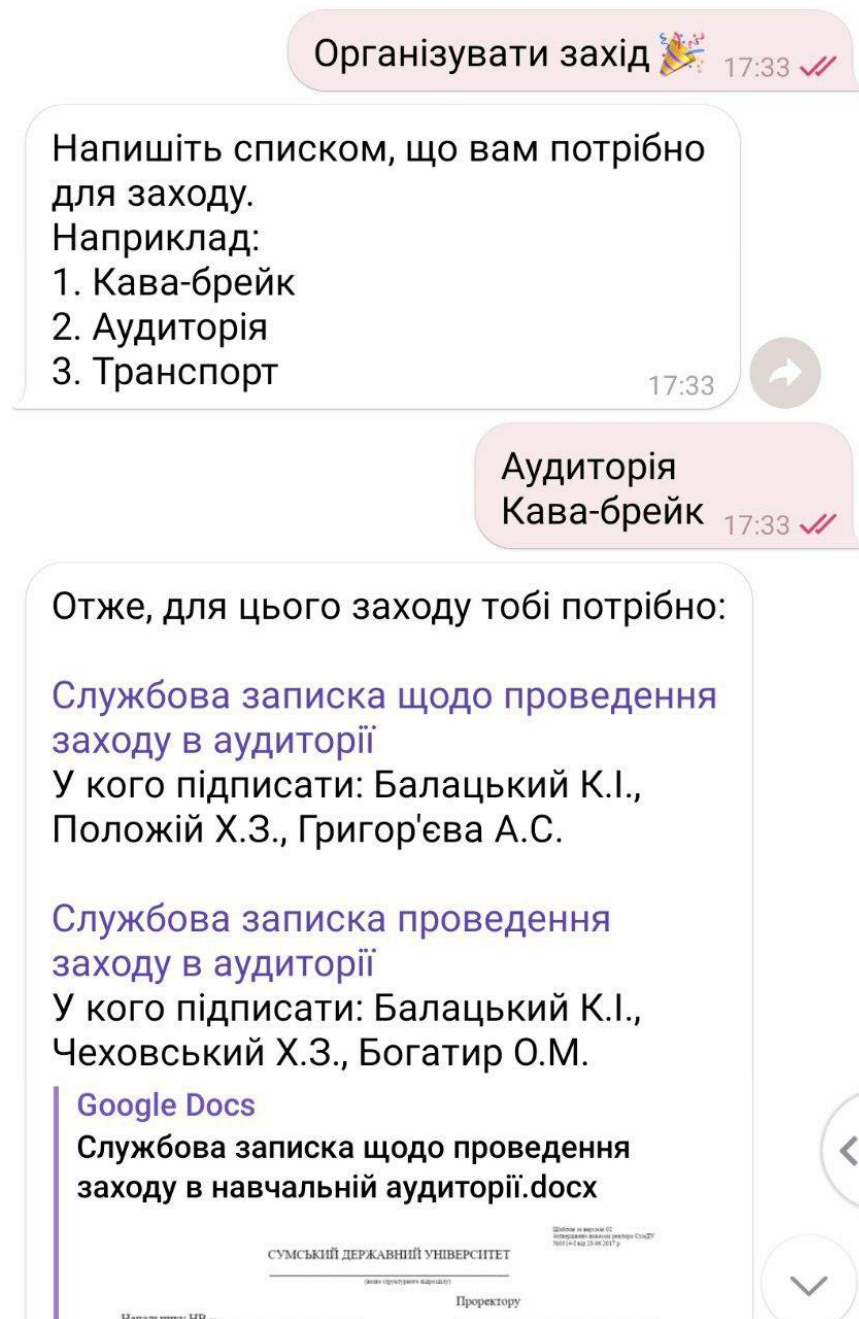 Організувати захід 🎉 17:33
Напишіть списком, що вам потрібно
для заходу.
Наприклад:
1. Кава-брейк
2. Аудиторія
3. Транспорт
17:33
Аудиторія
Кава-брейк 17:33
Отже, для цього заходу тобі потрібно:
Службова записка щодо проведення
заходу в аудиторії
У кого підписати: Балацький К.І.,
Положій Х.З., Григор'єва А.С.
Службова записка проведення
заходу в аудиторії
У кого підписати: Балацький К.І.,
Чеховський Х.З., Богатир О.М.
Google Docs
Службова записка щодо проведення
заходу в навчальній аудиторії.docx
СУМСЬКИЙ ДЕРЖАВНИЙ УНІВЕРСИТЕТ
Проректору